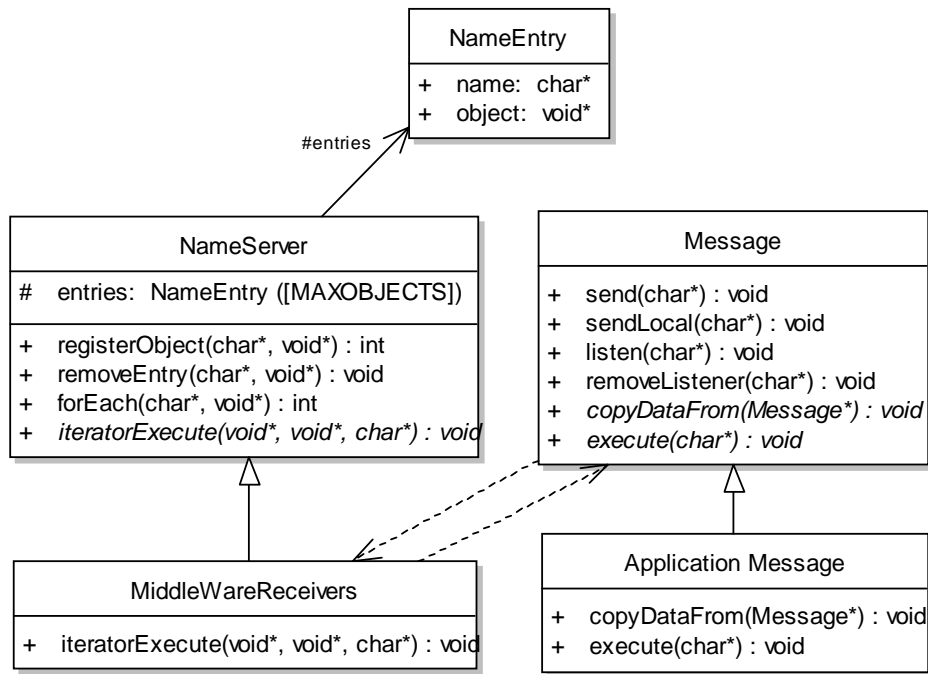 NameEntry
+ name: char*
+ object: void*
#entries
NameServer
# entries: NameEntry ([MAXOBJECTS])
+ registerObject(char*, void*) : int
+ removeEntry(char*, void*) : void
+ forEach(char*, void*) : int
+ iteratorExecute(void*, void*, char*) : void
Message
+ send(char*) : void
+ sendLocal(char*) : void
+ listen(char*) : void
+ removeListener(char*) : void
+ copyDataFrom(Message*) : void
+ execute(char*) : void
MiddleWareReceivers
+ iteratorExecute(void*, void*, char*) : void
Application Message
+ copyDataFrom(Message*) : void
+ execute(char*) : void